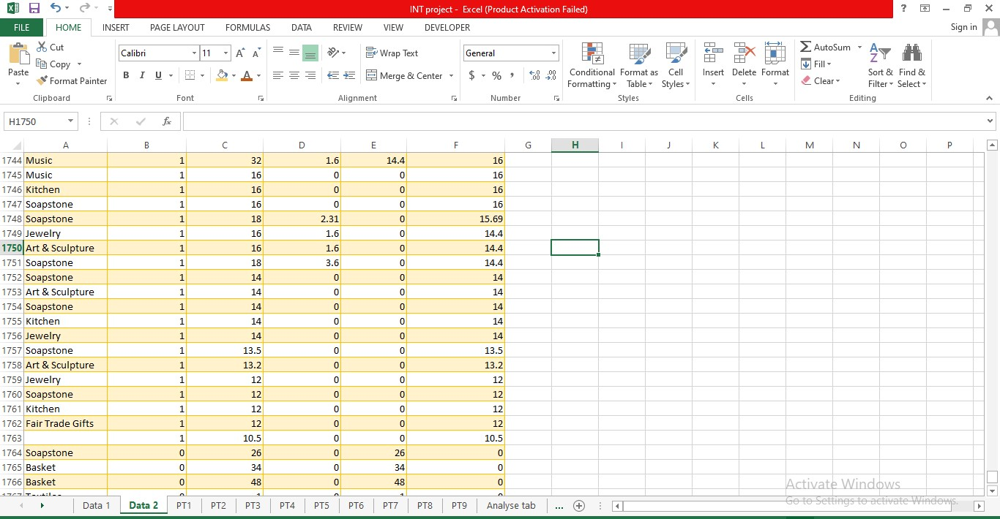 INT project -  Excel (Product Activation Failed)
FILE HOME INSERT PAGE LAYOUT FORMULAS DATA REVIEW VIEW DEVELOPER Sign in
Cut
Copy
Format Painter
Paste
Clipboard
Calibri 11
B I U
Font
Wrap Text
Merge & Center
Alignment
General
$ % ,
Number
Conditional Formatting
Format as Table
Cell Styles
Styles
Insert Delete Format
Cells
AutoSum
Fill
Clear
Sort & Filter
Find & Select
Editing
H1750 fx
A B C D E F G H I J K L M N O P
1744 Music 1 32 1.6 14.4 16
1745 Music 1 16 0 0 16
1746 Kitchen 1 16 0 0 16
1747 Soapstone 1 16 0 0 16
1748 Soapstone 1 18 2.31 0 15.69
1749 Jewelry 1 16 1.6 0 14.4
1750 Art & Sculpture 1 16 1.6 0 14.4
1751 Soapstone 1 18 3.6 0 14.4
1752 Soapstone 1 14 0 0 14
1753 Art & Sculpture 1 14 0 0 14
1754 Soapstone 1 14 0 0 14
1755 Kitchen 1 14 0 0 14
1756 Jewelry 1 14 0 0 14
1757 Soapstone 1 13.5 0 0 13.5
1758 Art & Sculpture 1 13.2 0 0 13.2
1759 Jewelry 1 12 0 0 12
1760 Soapstone 1 12 0 0 12
1761 Kitchen 1 12 0 0 12
1762 Fair Trade Gifts 1 12 0 0 12
1763 1 10.5 0 0 10.5
1764 Soapstone 0 26 0 26 0
1765 Basket 0 34 0 34 0
1766 Basket 0 48 0 48 0
Activate Windows
Go to Settings to activate Windows.
Data 1 Data 2 PT1 PT2 PT3 PT4 PT5 PT6 PT7 PT8 PT9 Analyse tab ...